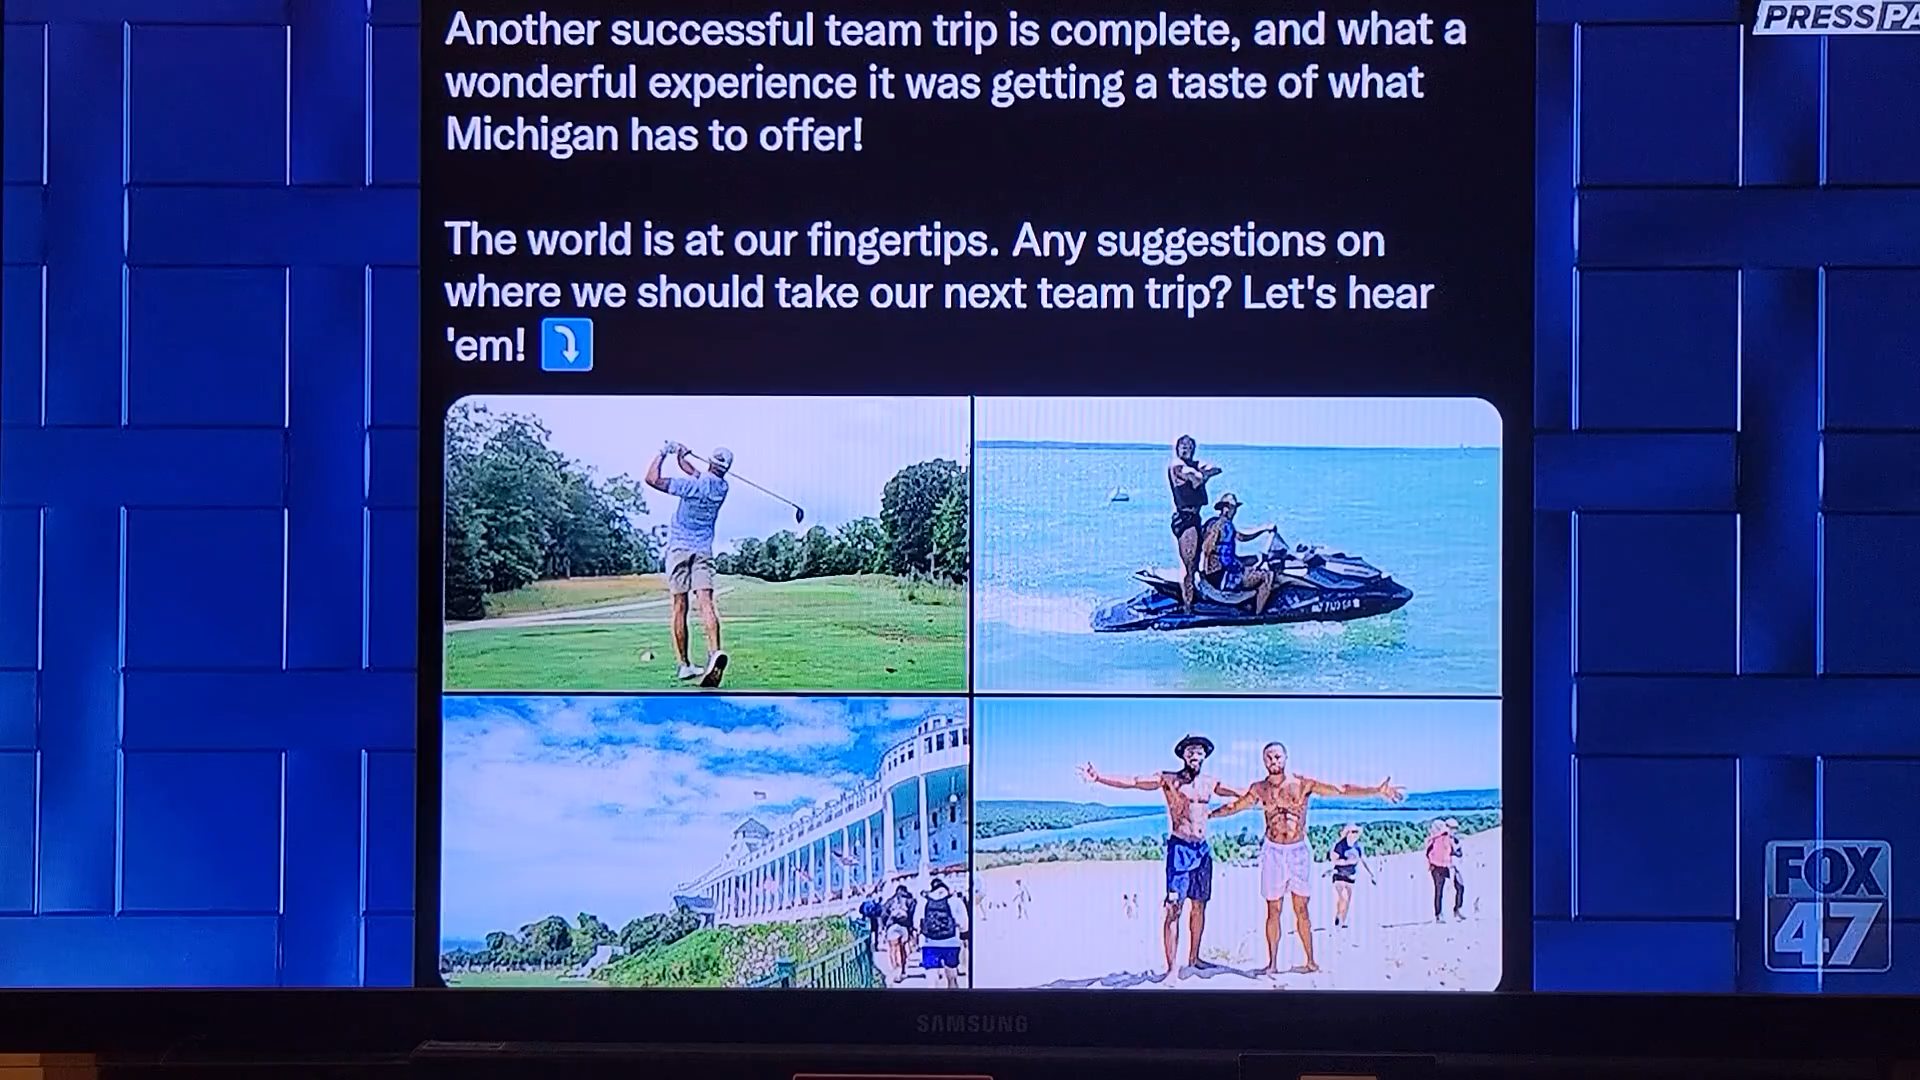 PRESS PA
Another successful team trip is complete, and what a
wonderful experience it was getting a taste of what
Michigan has to offer!
The world is at our fingertips. Any suggestions on
where we should take our next team trip? Let's hear
'em!
FOX
47
SAMSUNG